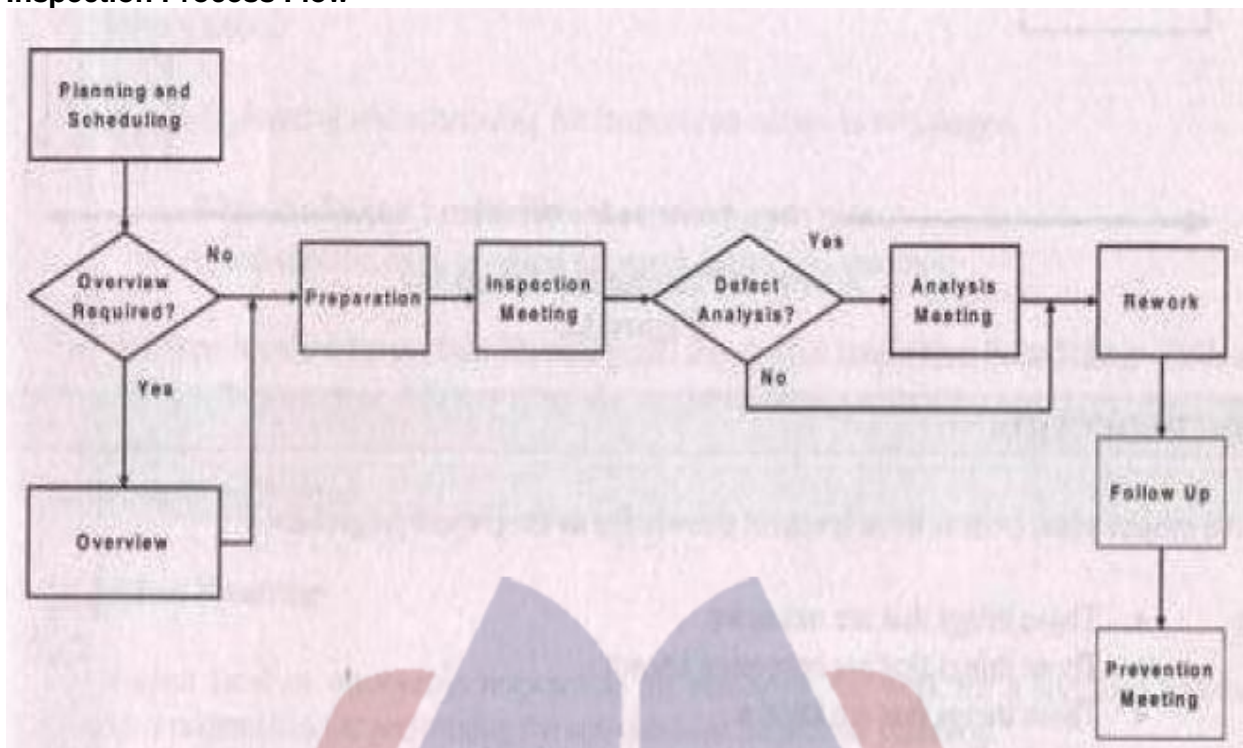 Inspection Process Flow
Planning and
Scheduling
Overview
Required?
No
Yes
Overview
Preparation
Inspection
Meeting
Defect
Analysis?
Yes
No
Analysis
Meeting
Rework
Follow Up
Prevention
Meeting